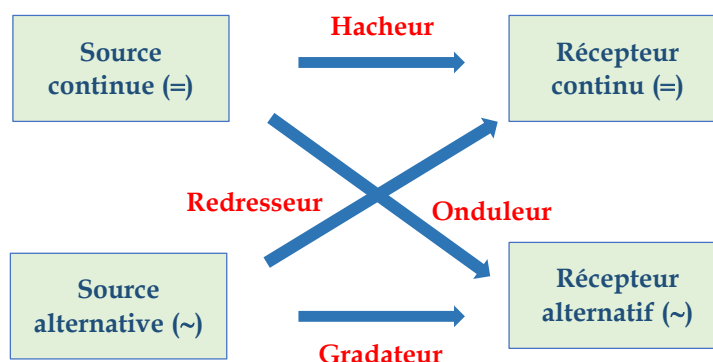 Hacheur
Source
continue (=)
Récepteur
continu (=)
Redresseur
Onduleur
Source
alternative (~)
Récepteur
alternatif (~)
Gradateur